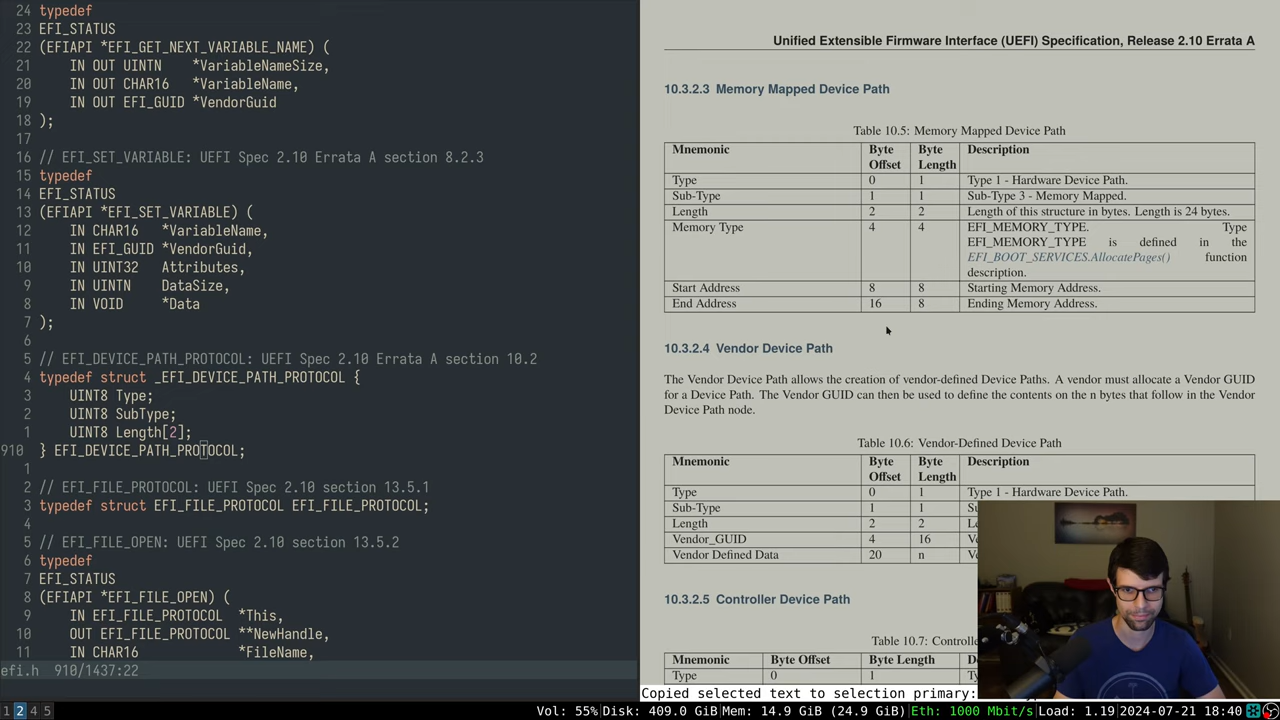 24 typedef
23 EFI_STATUS
22 (EFIAPI *EFI_GET_NEXT_VARIABLE_NAME) (
21 IN OUT UINTN *VariableNameSize,
20 IN OUT CHAR16 *VariableName,
19 IN OUT EFI_GUID *VendorGuid
18 );
17
16 // EFI_SET_VARIABLE: UEFI Spec 2.10 Errata A section 8.2.3
15 typedef
14 EFI_STATUS
13 (EFIAPI *EFI_SET_VARIABLE) (
12 IN CHAR16 *VariableName,
11 IN EFI_GUID *VendorGuid,
10 IN UINT32 Attributes,
9 IN UINTN DataSize,
8 IN VOID *Data
7 );
6
5 // EFI_DEVICE_PATH_PROTOCOL: UEFI Spec 2.10 Errata A section 10.2
4 typedef struct _EFI_DEVICE_PATH_PROTOCOL {
3 UINT8 Type;
2 UINT8 SubType;
1 UINT8 Length[2];
910 } EFI_DEVICE_PATH_PROTOCOL;
1
2 // EFI_FILE_PROTOCOL: UEFI Spec 2.10 section 13.5.1
3 typedef struct EFI_FILE_PROTOCOL EFI_FILE_PROTOCOL;
4
5 // EFI_FILE_OPEN: UEFI Spec 2.10 section 13.5.2
6 typedef
7 EFI_STATUS
8 (EFIAPI *EFI_FILE_OPEN) (
9 IN EFI_FILE_PROTOCOL *This,
10 OUT EFI_FILE_PROTOCOL **NewHandle,
11 IN CHAR16 *FileName,
efi.h 910/1437:22
Unified Extensible Firmware Interface (UEFI) Specification, Release 2.10 Errata A
10.3.2.3 Memory Mapped Device Path
Table 10.5: Memory Mapped Device Path
Mnemonic Byte Offset Byte Length Description
Type 0 1 Type 1 - Hardware Device Path.
Sub-Type 1 1 Sub-Type 3 - Memory Mapped.
Length 2 2 Length of this structure in bytes. Length is 24 bytes.
Memory Type 4 4 EFI_MEMORY_TYPE. Type
EFI_MEMORY_TYPE is defined in the
EFI_BOOT_SERVICES.AllocatePages() function
description.
Start Address 8 8 Starting Memory Address.
End Address 16 8 Ending Memory Address.
10.3.2.4 Vendor Device Path
The Vendor Device Path allows the creation of vendor-defined Device Paths. A vendor must allocate a Vendor GUID
for a Device Path. The Vendor GUID can then be used to define the contents on the n bytes that follow in the Vendor
Device Path node.
Table 10.6: Vendor-Defined Device Path
Mnemonic Byte Offset Byte Length Description
Type 0 1 Type 1 - Hardware Device Path.
Sub-Type 1 1
Length 2 2
Vendor_GUID 4 16
Vendor Defined Data 20 n
10.3.2.5 Controller Device Path
Table 10.7:
Mnemonic Byte Offset Byte Length
Type 0 1
Copied selected text to selection primary:
1 2 4 5 Vol: 55%|Disk: 409.0 GiB|Mem: 14.9 GiB (24.9 GiB)|Eth: 1000 Mbit/s|Load: 1.19|2024-07-21 18:40